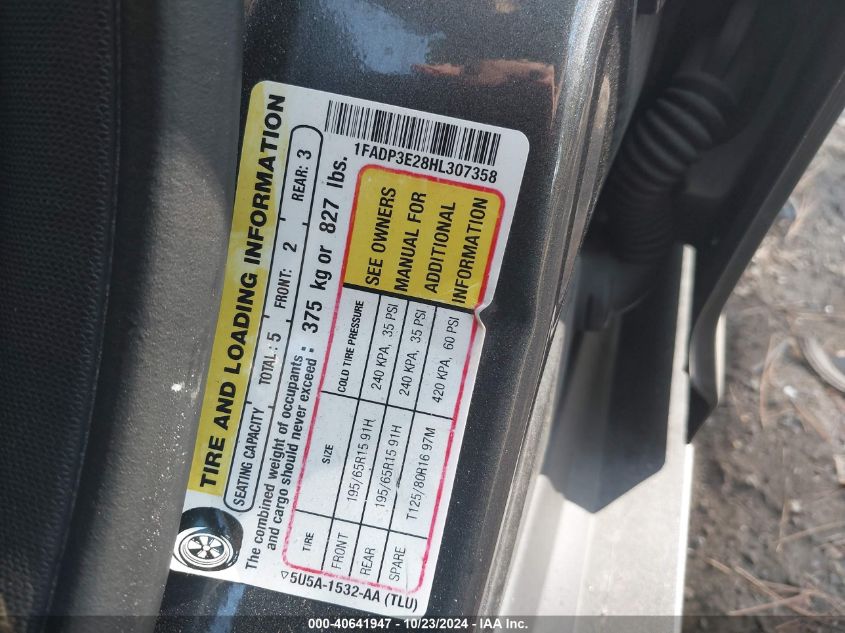 TIRE AND LOADING INFORMATION
SEATING CAPACITY TOTAL : 5 FRONT: 2 REAR: 3
The combined weight of occupants
and cargo should never exceed : 375 kg or 827 lbs.
TIRE SIZE COLD TIRE PRESSURE
FRONT 195/65R15 91H 240 KPA, 35 PSI
REAR 195/65R15 91H 240 KPA, 35 PSI
SPARE T125/80R16 97M 420 KPA, 60 PSI
SEE OWNERS
MANUAL FOR
ADDITIONAL
INFORMATION
5U5A-1532-AA (TLU)
1FADP3E28HL307358
000-40641947 - 10/23/2024 - IAA Inc.